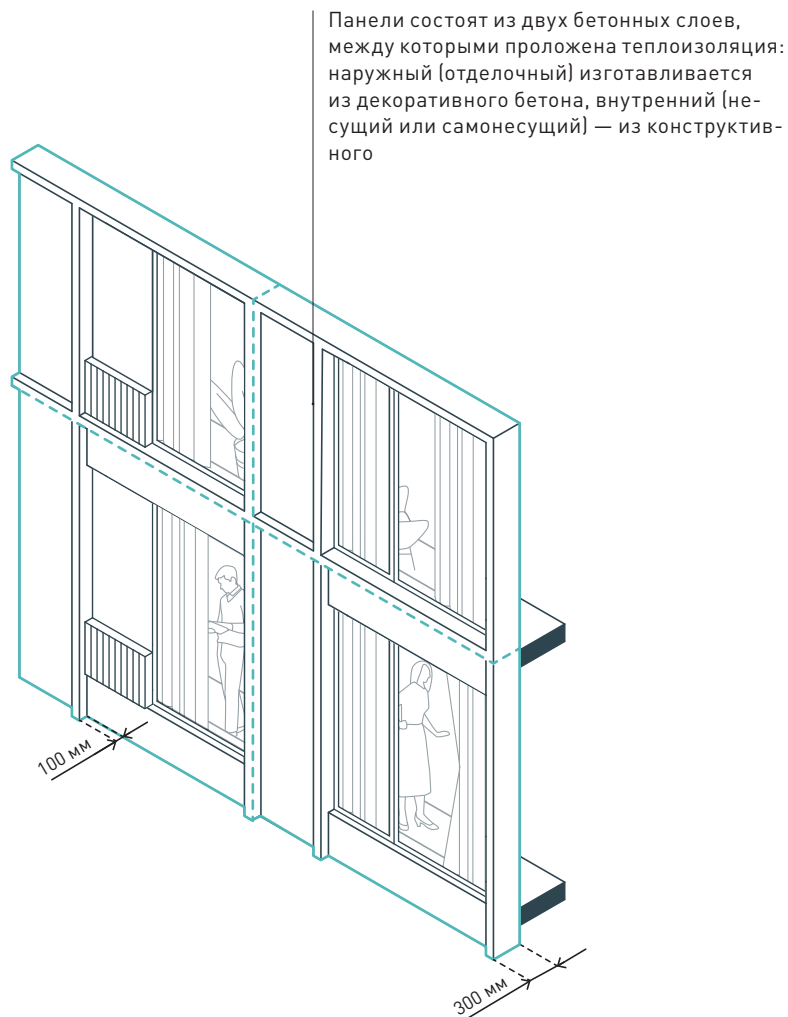 Панели состоят из двух бетонных слоев,
между которыми проложена теплоизоляция:
наружный (отделочный) изготавливается
из декоративного бетона, внутренний (не-
сущий или самонесущий) — из конструктив-
ного
100 мм
300 мм